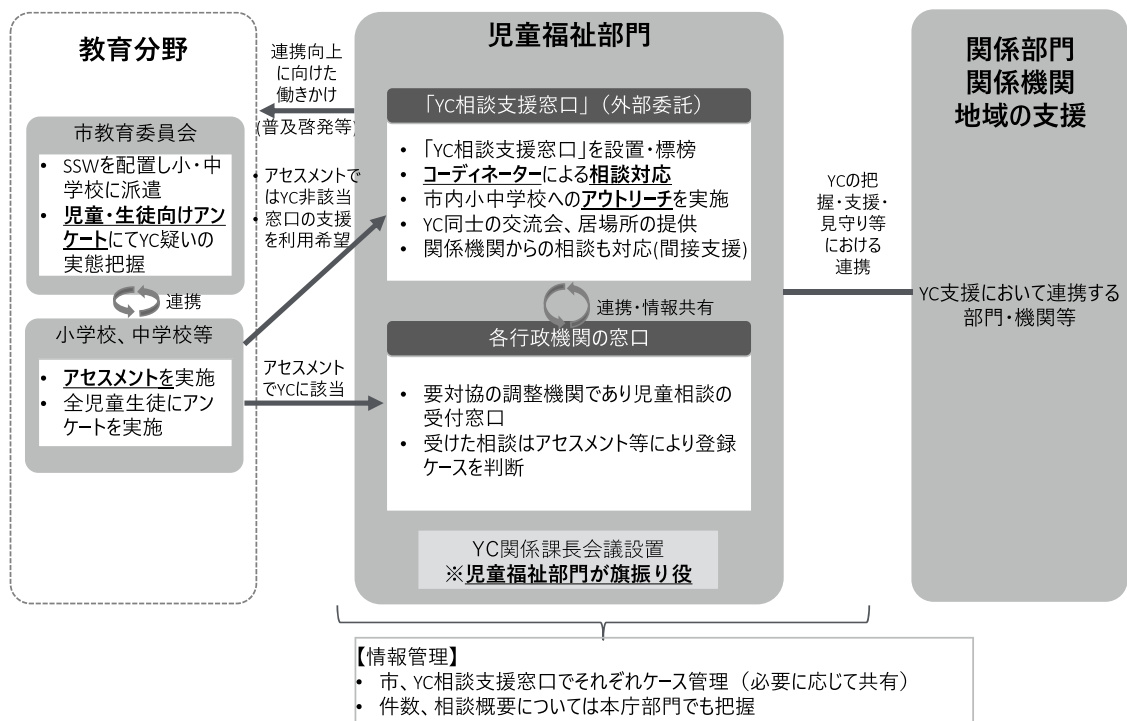 教育分野
市教育委員会
• SSWを配置し小・中
学校に派遣
• 児童・生徒向けアン
ケートにてYC疑いの
実態把握
連携
小学校、中学校等
• アセスメントを実施
• 全児童生徒にアン
ケートを実施
連携向上
に向けた
働きかけ
(普及啓発等)
• アセスメントで
はYC非該当
• 窓口の支援
を利用希望
アセスメント
でYCに該当
児童福祉部門
「YC相談支援窓口」（外部委託）
• 「YC相談支援窓口」を設置・標榜
• コーディネーターによる相談対応
• 市内小中学校へのアウトリーチを実施
• YC同士の交流会、居場所の提供
• 関係機関からの相談も対応(間接支援)
連携・情報共有
各行政機関の窓口
• 要対協の調整機関であり児童相談の
受付窓口
• 受けた相談はアセスメント等により登録
ケースを判断
YC関係課長会議設置
※児童福祉部門が旗振り役
YCの把
握・支援・
見守り等
における
連携
関係部門
関係機関
地域の支援
YC支援において連携する
部門・機関等
【情報管理】
• 市、YC相談支援窓口でそれぞれケース管理（必要に応じて共有）
• 件数、相談概要については本庁部門でも把握